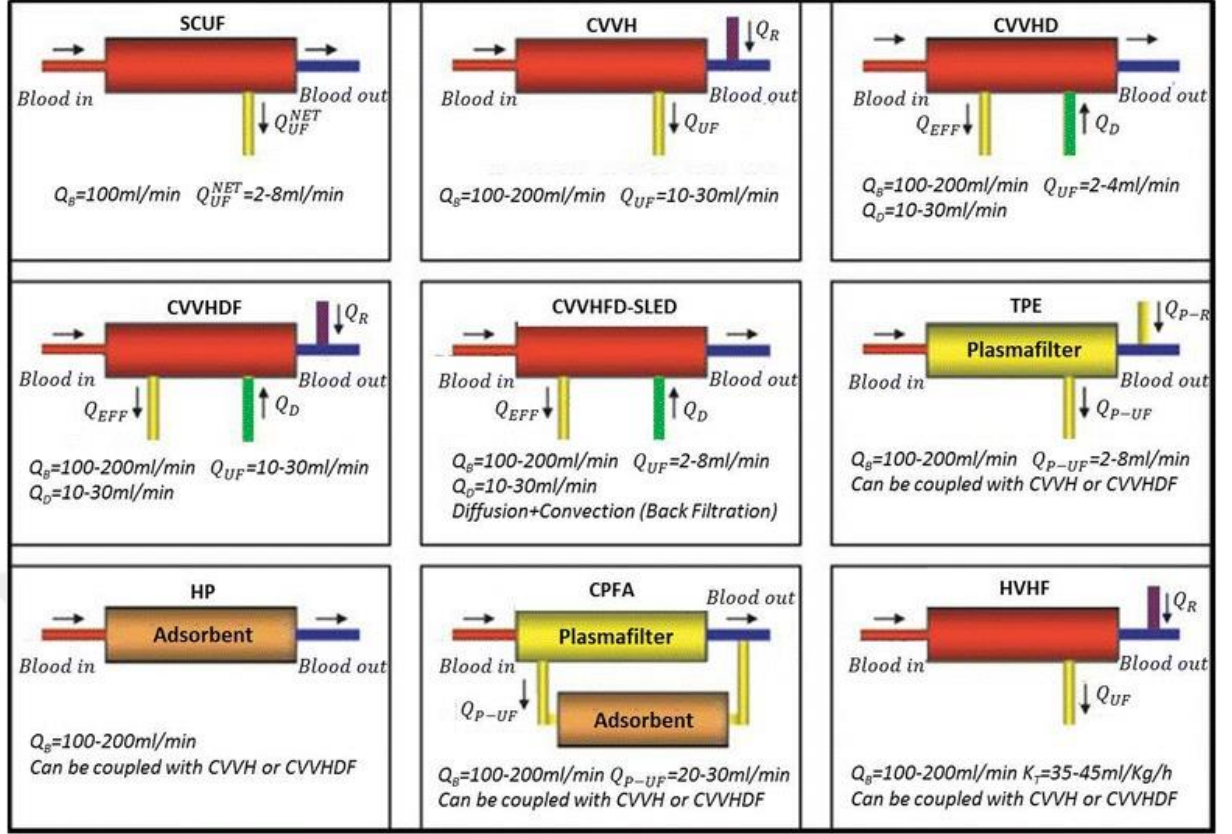 SCUF
Blood in
Blood out
Q_UF^NET
Q_B=100ml/min Q_UF^NET=2-8ml/min
CVVH
Q_R
Blood in
Blood out
Q_UF
Q_B=100-200ml/min Q_UF=10-30ml/min
CVVHD
Blood in
Blood out
Q_EFF
Q_D
Q_B=100-200ml/min Q_UF=2-4ml/min
Q_D=10-30ml/min
CVVHDF
Q_R
Blood in
Blood out
Q_EFF
Q_D
Q_B=100-200ml/min Q_UF=10-30ml/min
Q_D=10-30ml/min
CVVHFD-SLED
Blood in
Blood out
Q_EFF
Q_D
Q_B=100-200ml/min Q_UF=2-8ml/min
Q_D=10-30ml/min
Diffusion+Convection (Back Filtration)
TPE
Q_P-R
Plasmafilter
Blood in
Blood out
Q_P-UF
Q_B=100-200ml/min Q_P-UF=2-8ml/min
Can be coupled with CVVH or CVVHDF
HP
Adsorbent
Blood in
Blood out
Q_B=100-200ml/min
Can be coupled with CVVH or CVVHDF
CPFA
Blood out
Plasmafilter
Blood in
Q_P-UF
Adsorbent
Q_B=100-200ml/min Q_P-UF=20-30ml/min
Can be coupled with CVVH or CVVHDF
HVHF
Q_R
Blood in
Blood out
Q_UF
Q_B=100-200ml/min K_T=35-45ml/Kg/h
Can be coupled with CVVH or CVVHDF